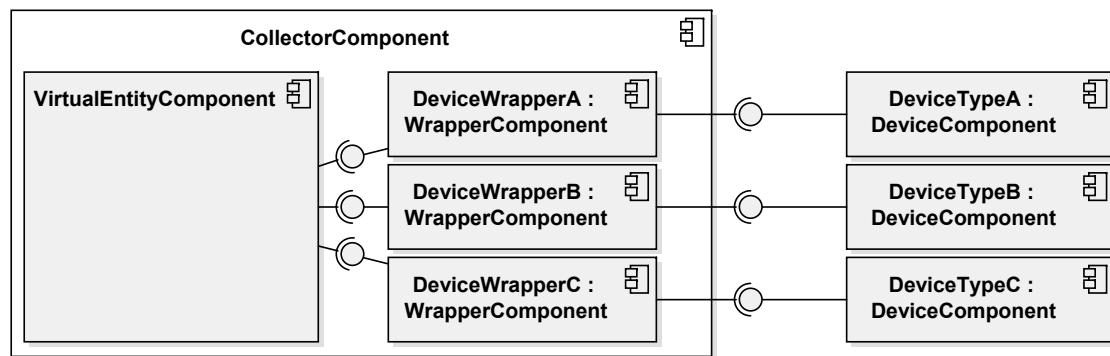 CollectorComponent
VirtualEntityComponent
DeviceWrapperA :
WrapperComponent
DeviceTypeA :
DeviceComponent
DeviceWrapperB :
WrapperComponent
DeviceTypeB :
DeviceComponent
DeviceWrapperC :
WrapperComponent
DeviceTypeC :
DeviceComponent